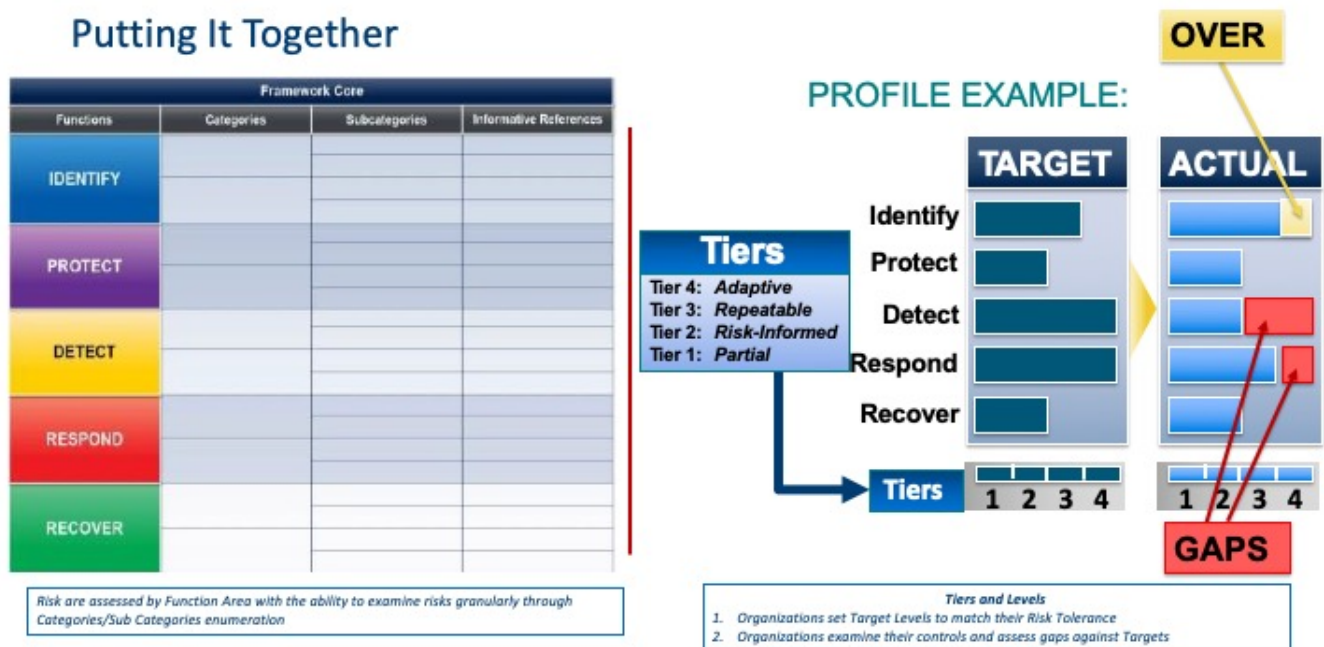 Putting It Together
Framework Core
Functions Categories Subcategories Informative References
IDENTIFY
PROTECT
DETECT
RESPOND
RECOVER
Risk are assessed by Function Area with the ability to examine risks granularly through
Categories/Sub Categories enumeration
OVER
PROFILE EXAMPLE:
TARGET ACTUAL
Identify
Protect
Detect
Respond
Recover
Tiers
Tier 4: Adaptive
Tier 3: Repeatable
Tier 2: Risk-Informed
Tier 1: Partial
Tiers 1 2 3 4 1 2 3 4
GAPS
Tiers and Levels
1. Organizations set Target Levels to match their Risk Tolerance
2. Organizations examine their controls and assess gaps against Targets